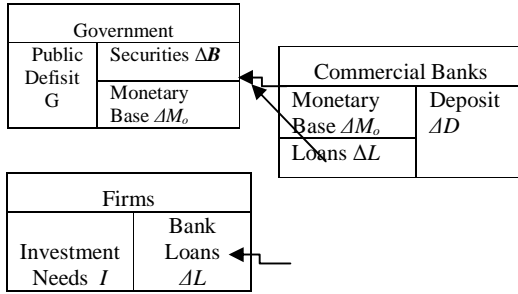 Government
Public
Defisit
G
Securities ΔB
Monetary
Base ΔMₒ
Commercial Banks
Monetary
Base ΔMₒ
Loans ΔL
Deposit
ΔD
Firms
Investment
Needs I
Bank
Loans
ΔL